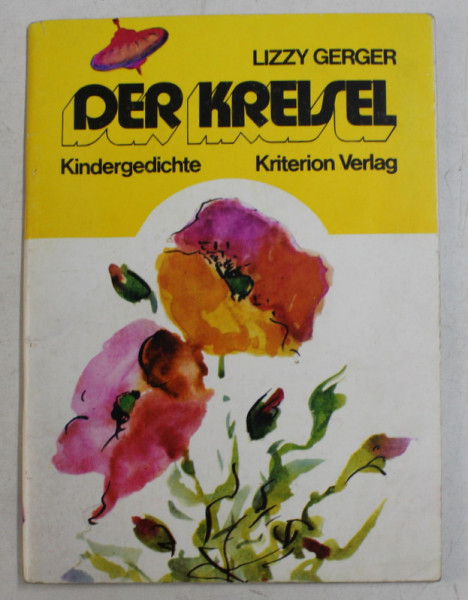 LIZZY GERGER
DER KREISEL
Kindergedichte Kriterion Verlag